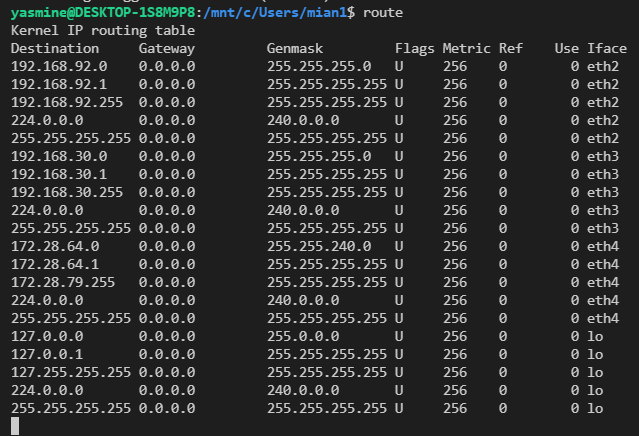 yasmine@DESKTOP-1S8M9P8:/mnt/c/Users/mian1$ route
Kernel IP routing table
Destination     Gateway         Genmask         Flags Metric Ref    Use Iface
192.168.92.0    0.0.0.0         255.255.255.0   U     256    0        0 eth2
192.168.92.1    0.0.0.0         255.255.255.255 U     256    0        0 eth2
192.168.92.255  0.0.0.0         255.255.255.255 U     256    0        0 eth2
224.0.0.0       0.0.0.0         240.0.0.0       U     256    0        0 eth2
255.255.255.255 0.0.0.0         255.255.255.255 U     256    0        0 eth2
192.168.30.0    0.0.0.0         255.255.255.0   U     256    0        0 eth3
192.168.30.1    0.0.0.0         255.255.255.255 U     256    0        0 eth3
192.168.30.255  0.0.0.0         255.255.255.255 U     256    0        0 eth3
224.0.0.0       0.0.0.0         240.0.0.0       U     256    0        0 eth3
255.255.255.255 0.0.0.0         255.255.255.255 U     256    0        0 eth3
172.28.64.0     0.0.0.0         255.255.240.0   U     256    0        0 eth4
172.28.64.1     0.0.0.0         255.255.255.255 U     256    0        0 eth4
172.28.79.255   0.0.0.0         255.255.255.255 U     256    0        0 eth4
224.0.0.0       0.0.0.0         240.0.0.0       U     256    0        0 eth4
255.255.255.255 0.0.0.0         255.255.255.255 U     256    0        0 eth4
127.0.0.0       0.0.0.0         255.0.0.0       U     256    0        0 lo
127.0.0.1       0.0.0.0         255.255.255.255 U     256    0        0 lo
127.255.255.255 0.0.0.0         255.255.255.255 U     256    0        0 lo
224.0.0.0       0.0.0.0         240.0.0.0       U     256    0        0 lo
255.255.255.255 0.0.0.0         255.255.255.255 U     256    0        0 lo